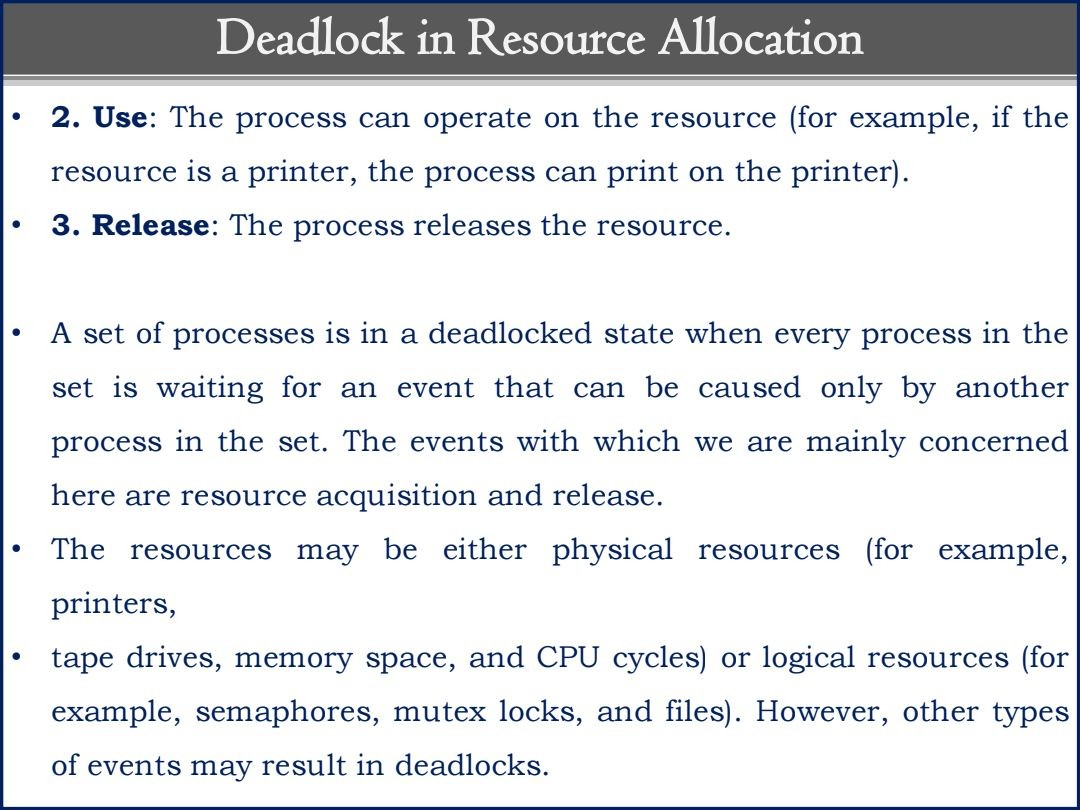 Deadlock in Resource Allocation
• 2. Use: The process can operate on the resource (for example, if the
resource is a printer, the process can print on the printer).
• 3. Release: The process releases the resource.
• A set of processes is in a deadlocked state when every process in the
set is waiting for an event that can be caused only by another
process in the set. The events with which we are mainly concerned
here are resource acquisition and release.
• The resources may be either physical resources (for example,
printers,
• tape drives, memory space, and CPU cycles) or logical resources (for
example, semaphores, mutex locks, and files). However, other types
of events may result in deadlocks.